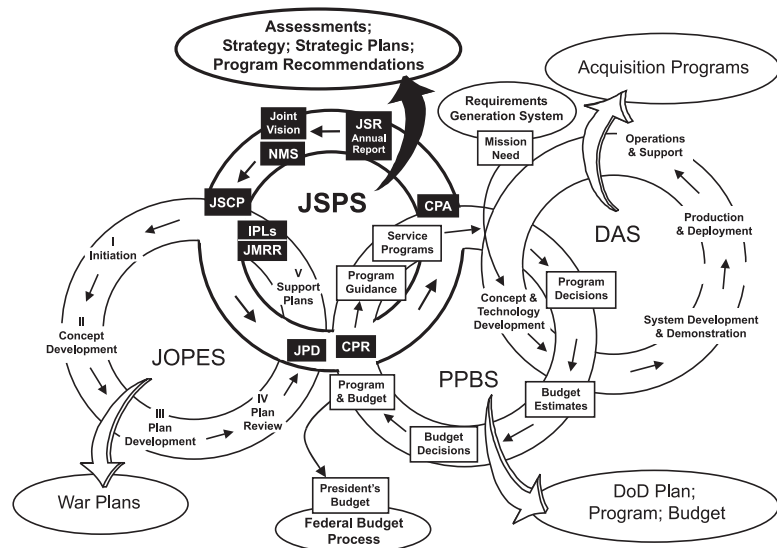 Assessments;
Strategy; Strategic Plans;
Program Recommendations
Acquisition Programs
Requirements
Generation System
Mission
Need
Joint
Vision
JSR
Annual
Report
NMS
JSCP
JSPS
CPA
IPLs
JMRR
Service
Programs
Program
Guidance
V
Support
Plans
Operations
& Support
DAS
Production
& Deployment
Program
Decisions
Concept &
Technology
Development
System Development
& Demonstration
I
Initiation
II
Concept
Development
JOPES
III
Plan
Development
IV
Plan
Review
JPD
CPR
Program
& Budget
PPBS
Budget
Estimates
Budget
Decisions
War Plans
President's
Budget
Federal Budget
Process
DoD Plan;
Program; Budget